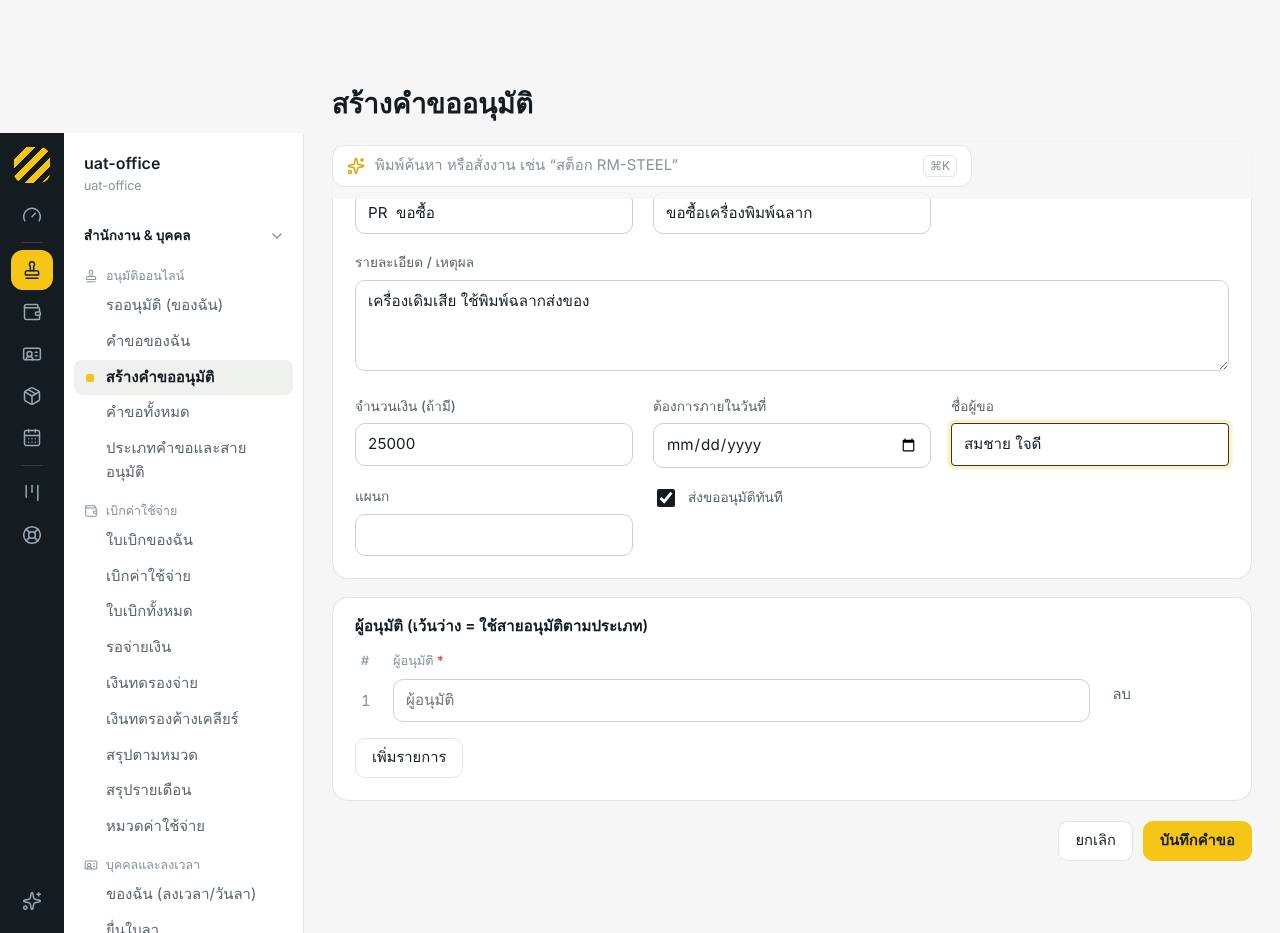 สร้างคำขออนุมัติ
พิมพ์ค้นหา หรือสั่งงาน เช่น “สต็อก RM-STEEL”
⌘K
uat-office
uat-office
สำนักงาน & บุคคล
อนุมัติออนไลน์
รออนุมัติ (ของฉัน)
คำขอของฉัน
สร้างคำขออนุมัติ
คำขอทั้งหมด
ประเภทคำขอและสาย
อนุมัติ
เบิกค่าใช้จ่าย
ใบเบิกของฉัน
เบิกค่าใช้จ่าย
ใบเบิกทั้งหมด
รอจ่ายเงิน
เงินทดรองจ่าย
เงินทดรองค้างเคลียร์
สรุปตามหมวด
สรุปรายเดือน
หมวดค่าใช้จ่าย
บุคคลและลงเวลา
ของฉัน (ลงเวลา/วันลา)
ยื่นใบลา
PR ขอซื้อ
ขอซื้อเครื่องพิมพ์ฉลาก
รายละเอียด / เหตุผล
เครื่องเดิมเสีย ใช้พิมพ์ฉลากส่งของ
จำนวนเงิน (ถ้ามี)
ต้องการภายในวันที่
ชื่อผู้ขอ
25000
mm/dd/yyyy
สมชาย ใจดี
แผนก
ส่งขออนุมัติทันที
ผู้อนุมัติ (เว้นว่าง = ใช้สายอนุมัติตามประเภท)
# ผู้อนุมัติ *
1 ผู้อนุมัติ ลบ
เพิ่มรายการ
ยกเลิก
บันทึกคำขอ